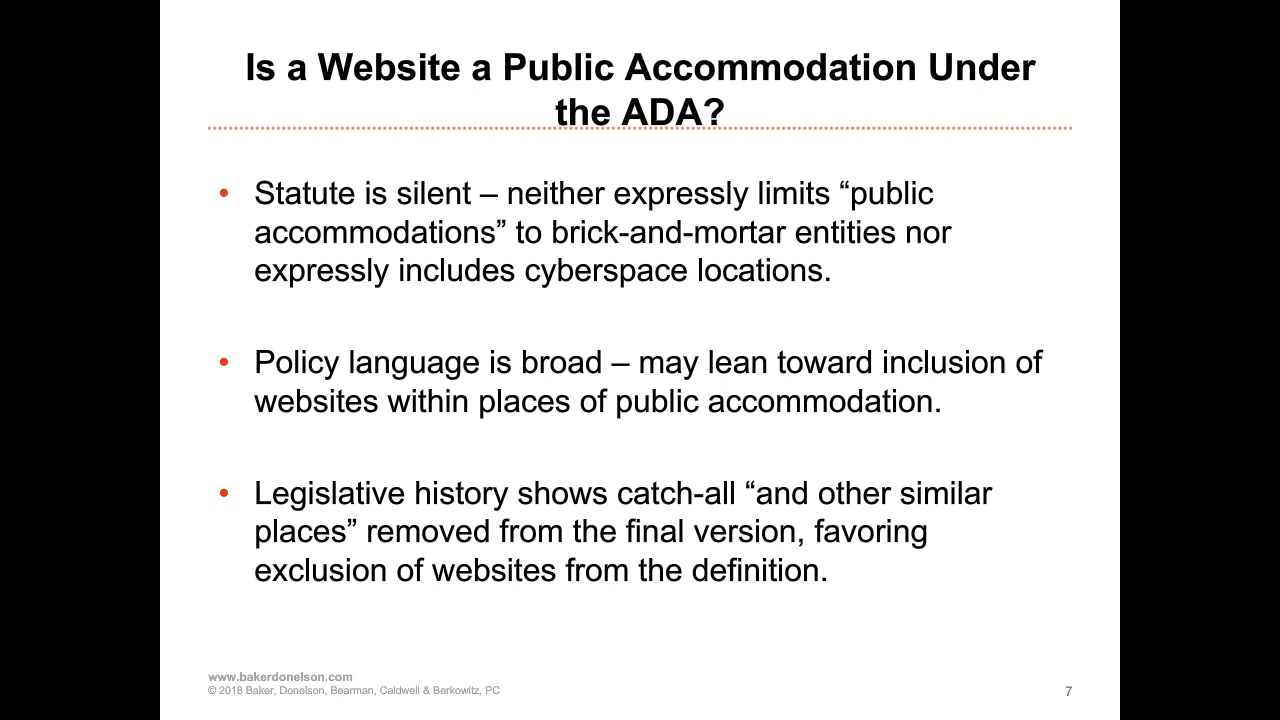 Is a Website a Public Accommodation Under
the ADA?
• Statute is silent – neither expressly limits “public
accommodations” to brick-and-mortar entities nor
expressly includes cyberspace locations.
• Policy language is broad – may lean toward inclusion of
websites within places of public accommodation.
• Legislative history shows catch-all “and other similar
places” removed from the final version, favoring
exclusion of websites from the definition.
www.bakerdonelson.com
© 2018 Baker, Donelson, Bearman, Caldwell & Berkowitz, PC
7